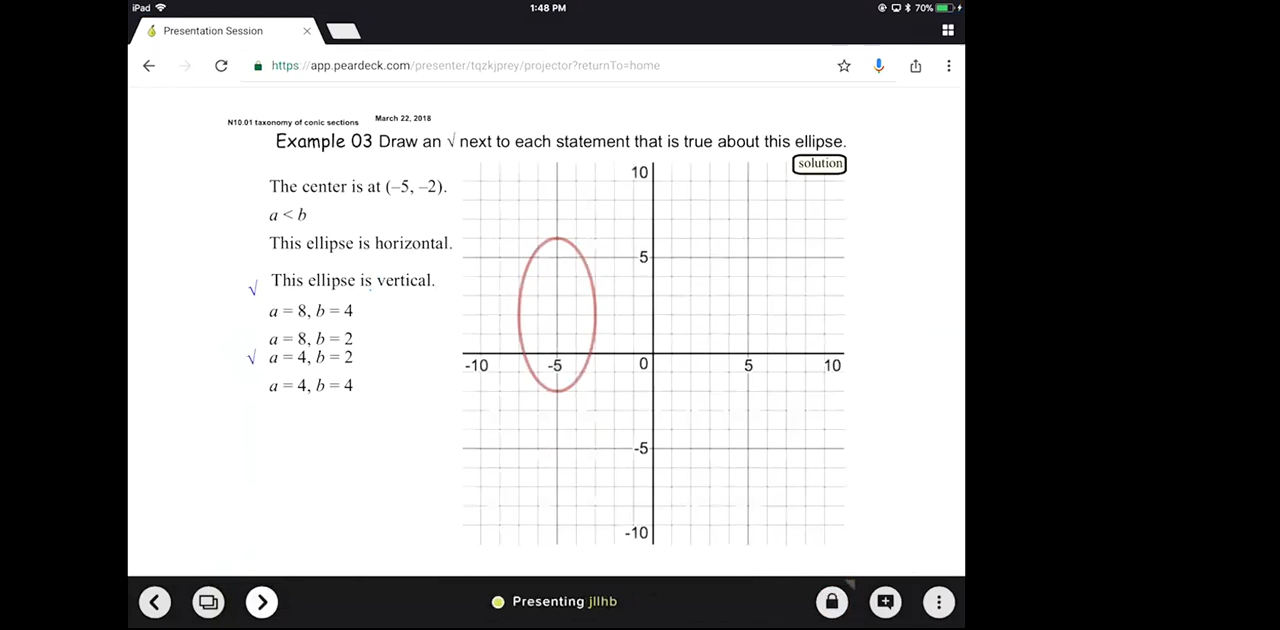 iPad 1:48 PM 70%
Presentation Session
https://app.peardeck.com/presenter/tqzkjprey/projector?returnTo=home
N10.01 taxonomy of conic sections March 22, 2018
Example 03 Draw an √ next to each statement that is true about this ellipse.
solution
The center is at (–5, –2).
a < b
This ellipse is horizontal.
√ This ellipse is vertical.
a = 8, b = 4
a = 8, b = 2
√ a = 4, b = 2
a = 4, b = 4
10
5
-10 -5 0 5 10
-5
-10
Presenting jllhb